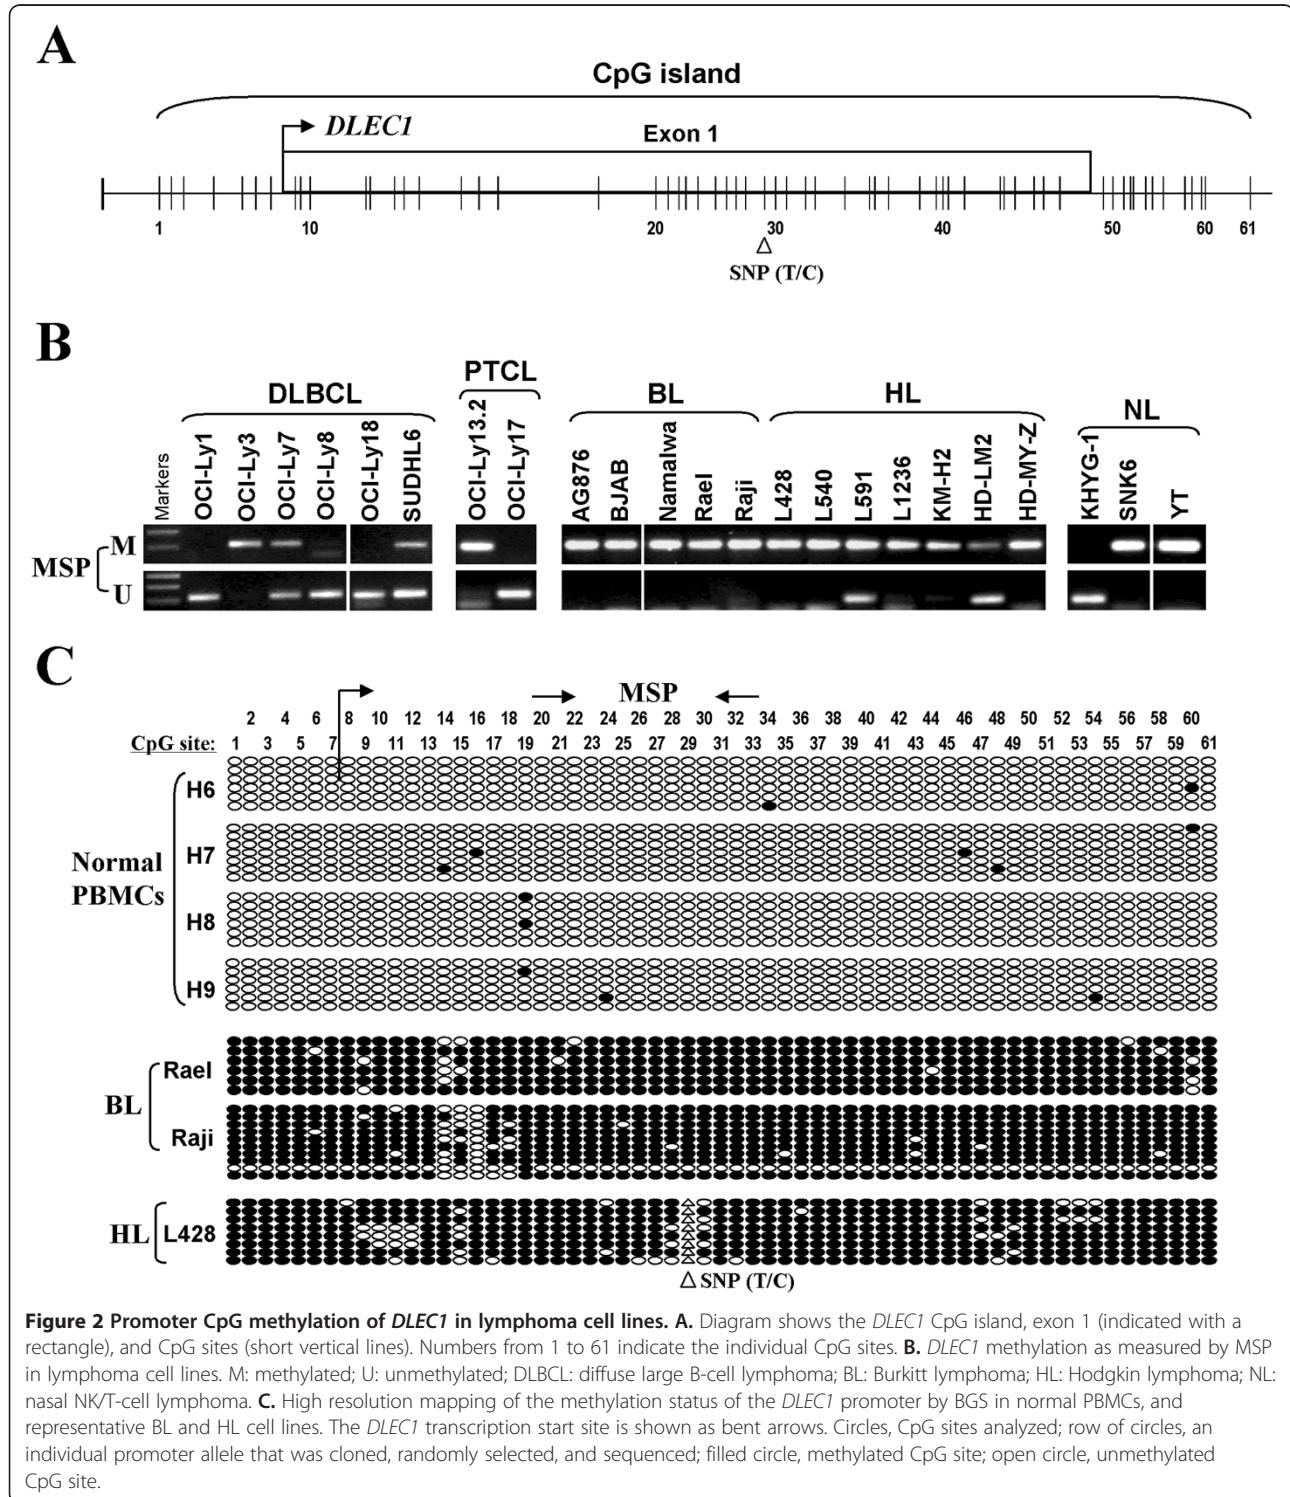 A
CpG island
DLEC1
Exon 1
1 10 20 30 40 50 60 61
SNP (T/C)
B
DLBCL PTCL BL HL NL
Markers OCI-Ly1 OCI-Ly3 OCI-Ly7 OCI-Ly8 OCI-Ly18 SUDHL6 OCI-Ly13.2 OCI-Ly17 AG876 BJAB Namalwa Rael Raji L428 L540 L591 L1236 KM-H2 HD-LM2 HD-MY-Z KHYG-1 SNK6 YT
MSP
M
U
C
MSP
2 4 6 8 10 12 14 16 18 20 22 24 26 28 30 32 34 36 38 40 42 44 46 48 50 52 54 56 58 60
CpG site: 1 3 5 7 9 11 13 15 17 19 21 23 25 27 29 31 33 35 37 39 41 43 45 47 49 51 53 55 57 59 61
H6
Normal
PBMCs
H7
H8
H9
BL
Rael
Raji
HL L428
SNP (T/C)
Figure 2 Promoter CpG methylation of DLEC1 in lymphoma cell lines. A. Diagram shows the DLEC1 CpG island, exon 1 (indicated with a
rectangle), and CpG sites (short vertical lines). Numbers from 1 to 61 indicate the individual CpG sites. B. DLEC1 methylation as measured by MSP
in lymphoma cell lines. M: methylated; U: unmethylated; DLBCL: diffuse large B-cell lymphoma; BL: Burkitt lymphoma; HL: Hodgkin lymphoma; NL:
nasal NK/T-cell lymphoma. C. High resolution mapping of the methylation status of the DLEC1 promoter by BGS in normal PBMCs, and
representative BL and HL cell lines. The DLEC1 transcription start site is shown as bent arrows. Circles, CpG sites analyzed; row of circles, an
individual promoter allele that was cloned, randomly selected, and sequenced; filled circle, methylated CpG site; open circle, unmethylated
CpG site.